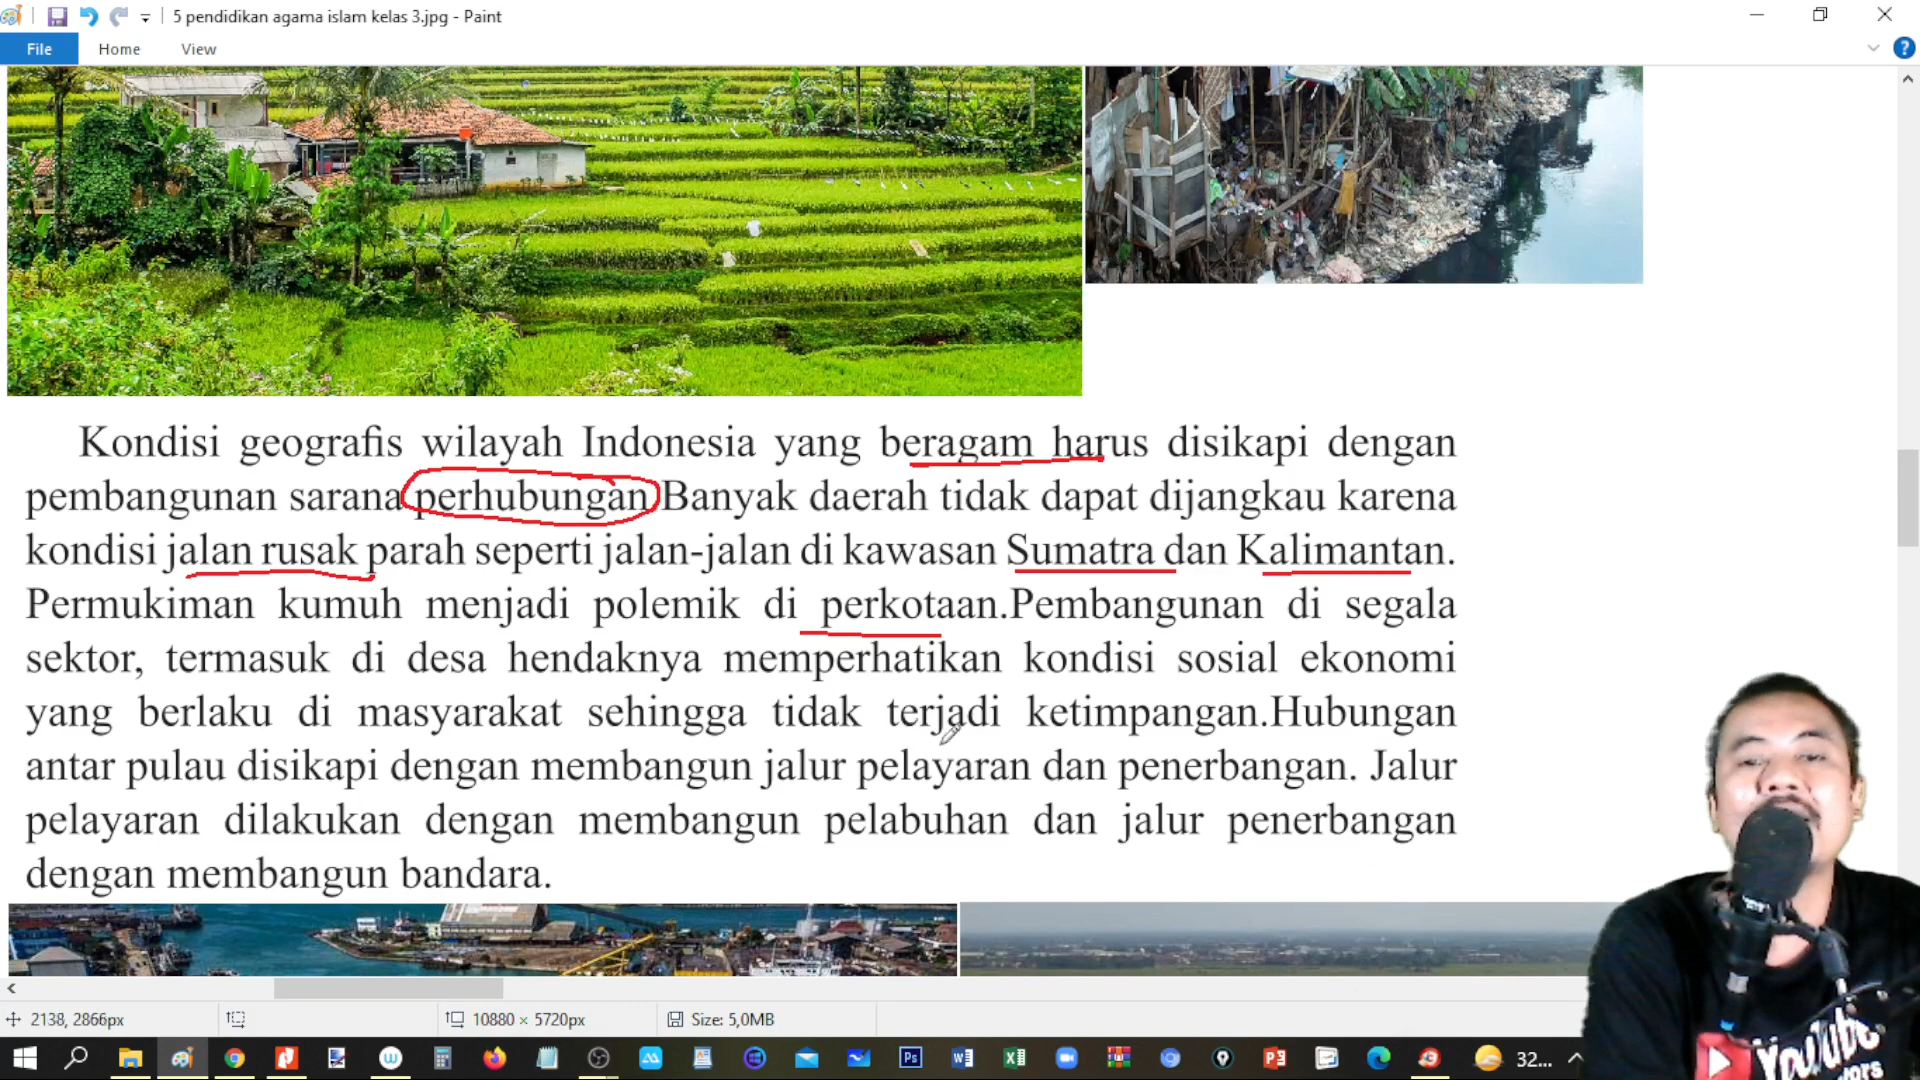 5 pendidikan agama islam kelas 3.jpg - Paint
File Home View
Kondisi geografis wilayah Indonesia yang beragam harus disikapi dengan
pembangunan sarana perhubungan Banyak daerah tidak dapat dijangkau karena
kondisi jalan rusak parah seperti jalan-jalan di kawasan Sumatra dan Kalimantan.
Permukiman kumuh menjadi polemik di perkotaan.Pembangunan di segala
sektor, termasuk di desa hendaknya memperhatikan kondisi sosial ekonomi
yang berlaku di masyarakat sehingga tidak terjadi ketimpangan.Hubungan
antar pulau disikapi dengan membangun jalur pelayaran dan penerbangan. Jalur
pelayaran dilakukan dengan membangun pelabuhan dan jalur penerbangan
dengan membangun bandara.
2138, 2866px 10880 × 5720px Size: 5,0MB
32...
YouTube